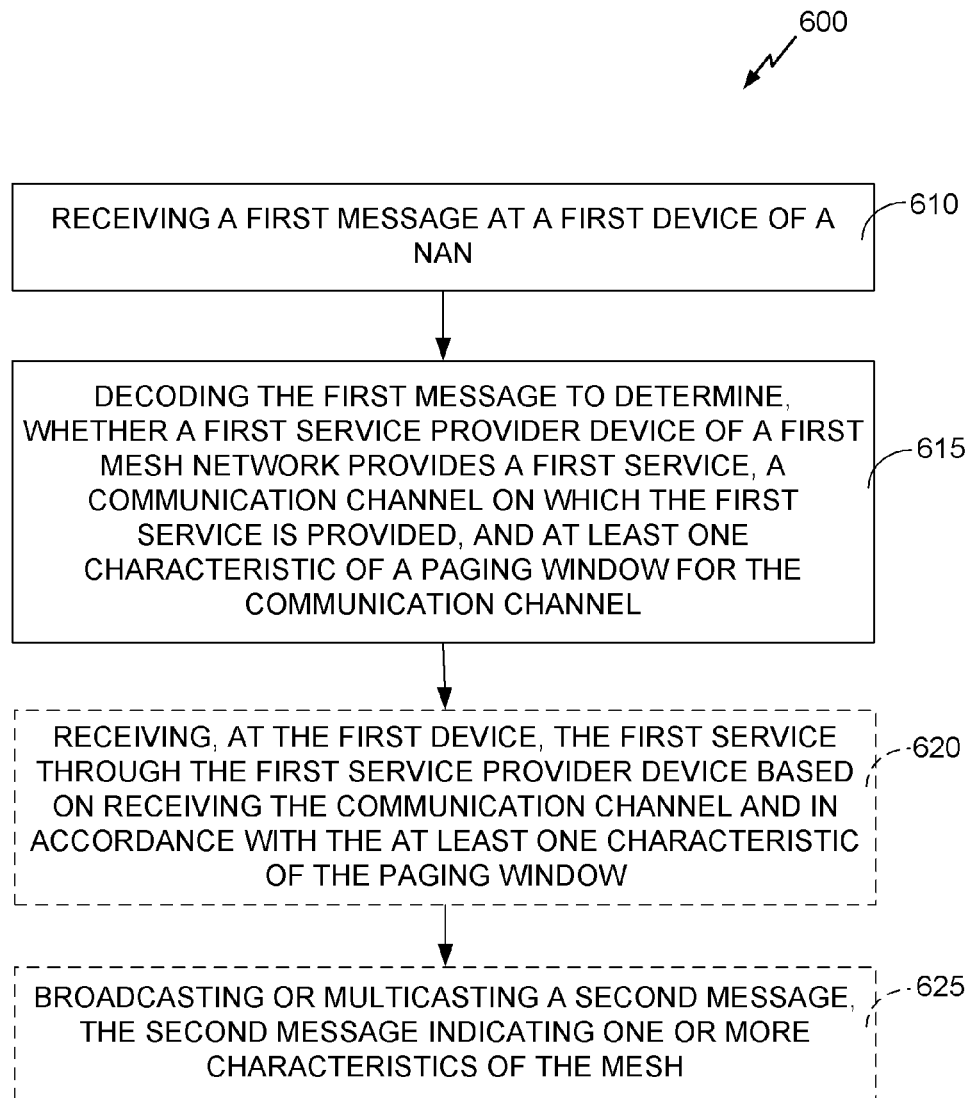 600
RECEIVING A FIRST MESSAGE AT A FIRST DEVICE OF A
NAN
610
DECODING THE FIRST MESSAGE TO DETERMINE,
WHETHER A FIRST SERVICE PROVIDER DEVICE OF A FIRST
MESH NETWORK PROVIDES A FIRST SERVICE, A
COMMUNICATION CHANNEL ON WHICH THE FIRST
SERVICE IS PROVIDED, AND AT LEAST ONE
CHARACTERISTIC OF A PAGING WINDOW FOR THE
COMMUNICATION CHANNEL
615
RECEIVING, AT THE FIRST DEVICE, THE FIRST SERVICE
THROUGH THE FIRST SERVICE PROVIDER DEVICE BASED
ON RECEIVING THE COMMUNICATION CHANNEL AND IN
ACCORDANCE WITH THE AT LEAST ONE CHARACTERISTIC
OF THE PAGING WINDOW
620
BROADCASTING OR MULTICASTING A SECOND MESSAGE,
THE SECOND MESSAGE INDICATING ONE OR MORE
CHARACTERISTICS OF THE MESH
625